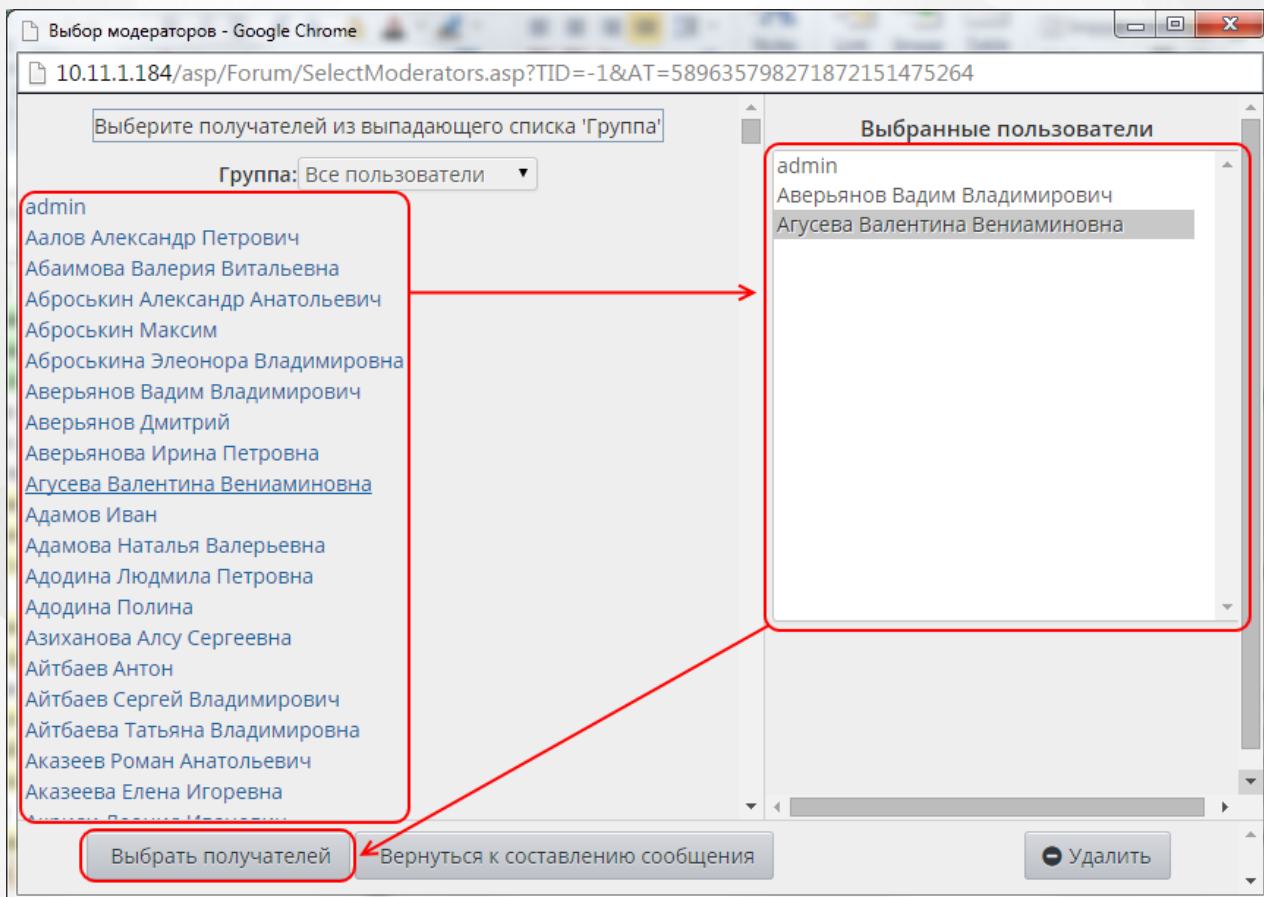 Выбор модераторов - Google Chrome
10.11.1.184/asp/Forum/SelectModerators.asp?TID=-1&AT=589635798271872151475264
Выберите получателей из выпадающего списка 'Группа'
Группа: Все пользователи
admin
Аалов Александр Петрович
Абаимова Валерия Витальевна
Аброськин Александр Анатольевич
Аброськин Максим
Аброськина Элеонора Владимировна
Аверьянов Вадим Владимирович
Аверьянов Дмитрий
Аверьянова Ирина Петровна
Агусева Валентина Вениаминовна
Адамов Иван
Адамова Наталья Валерьевна
Адодина Людмила Петровна
Адодина Полина
Азиханова Алсу Сергеевна
Айтбаев Антон
Айтбаев Сергей Владимирович
Айтбаева Татьяна Владимировна
Аказеев Роман Анатольевич
Аказеева Елена Игоревна
Выбранные пользователи
admin
Аверьянов Вадим Владимирович
Агусева Валентина Вениаминовна
Выбрать получателей
Вернуться к составлению сообщения
Удалить